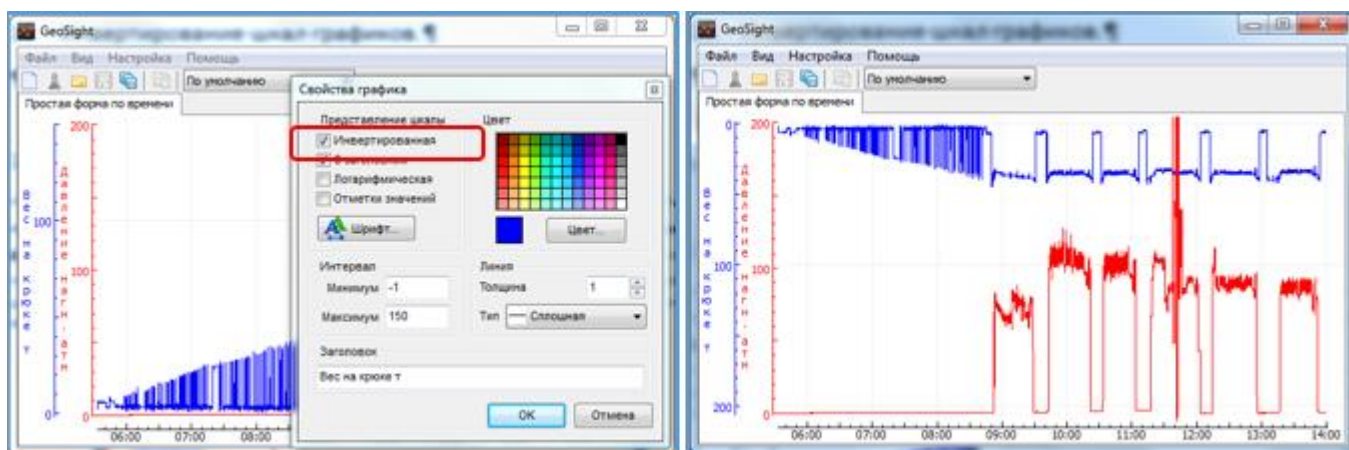 GeoSight
Файл Вид Настройка Помощь
По умолчанию
Простая форма по времени
200
100
0
Вес на крюке т
100
0
Давление нагн. атм
06:00 07:00 08:00
Свойства графика
Представление шкалы
Инвертированная
Логарифмическая
Отметки значений
Шрифт...
Цвет
Цвет...
Интервал
Минимум -1
Максимум 150
Линия
Толщина 1
Тип Сплошная
Заголовок
Вес на крюке т
OK Отмена
GeoSight
Файл Вид Настройка Помощь
По умолчанию
Простая форма по времени
0
100
200
Вес на крюке т
200
100
0
Давление нагн. атм
06:00 07:00 08:00 09:00 10:00 11:00 12:00 13:00 14:00